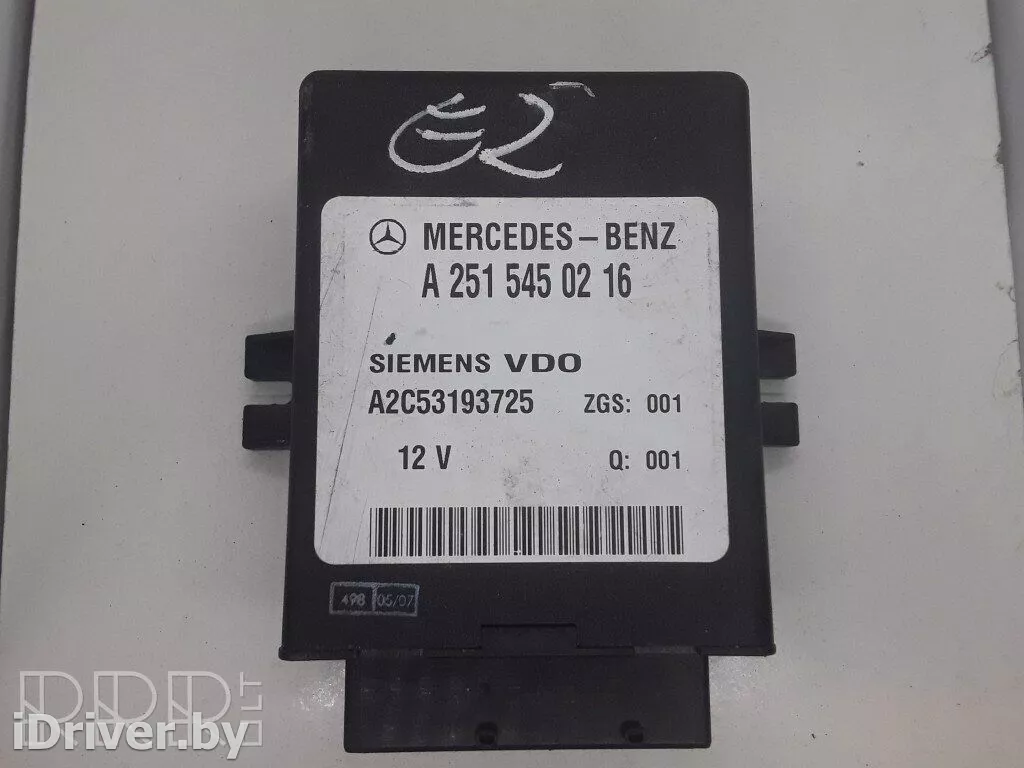 E2
MERCEDES-BENZ
A 251 545 02 16
SIEMENS VDO
A2C53193725 ZGS: 001
12 V Q: 001
498 05/07
iDriver.by